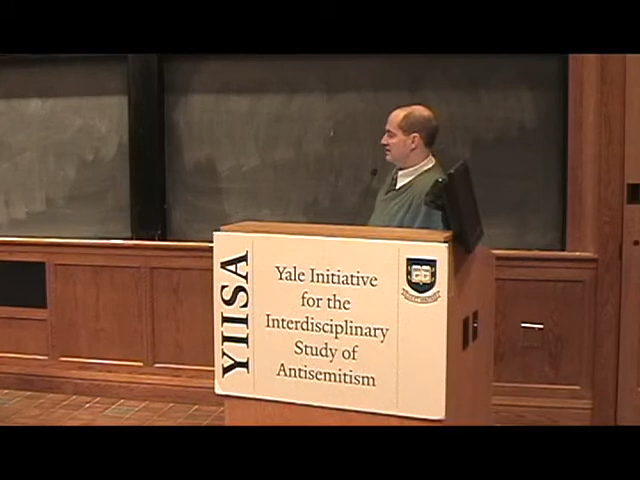 YIISA
Yale Initiative
for the
Interdisciplinary
Study of
Antisemitism